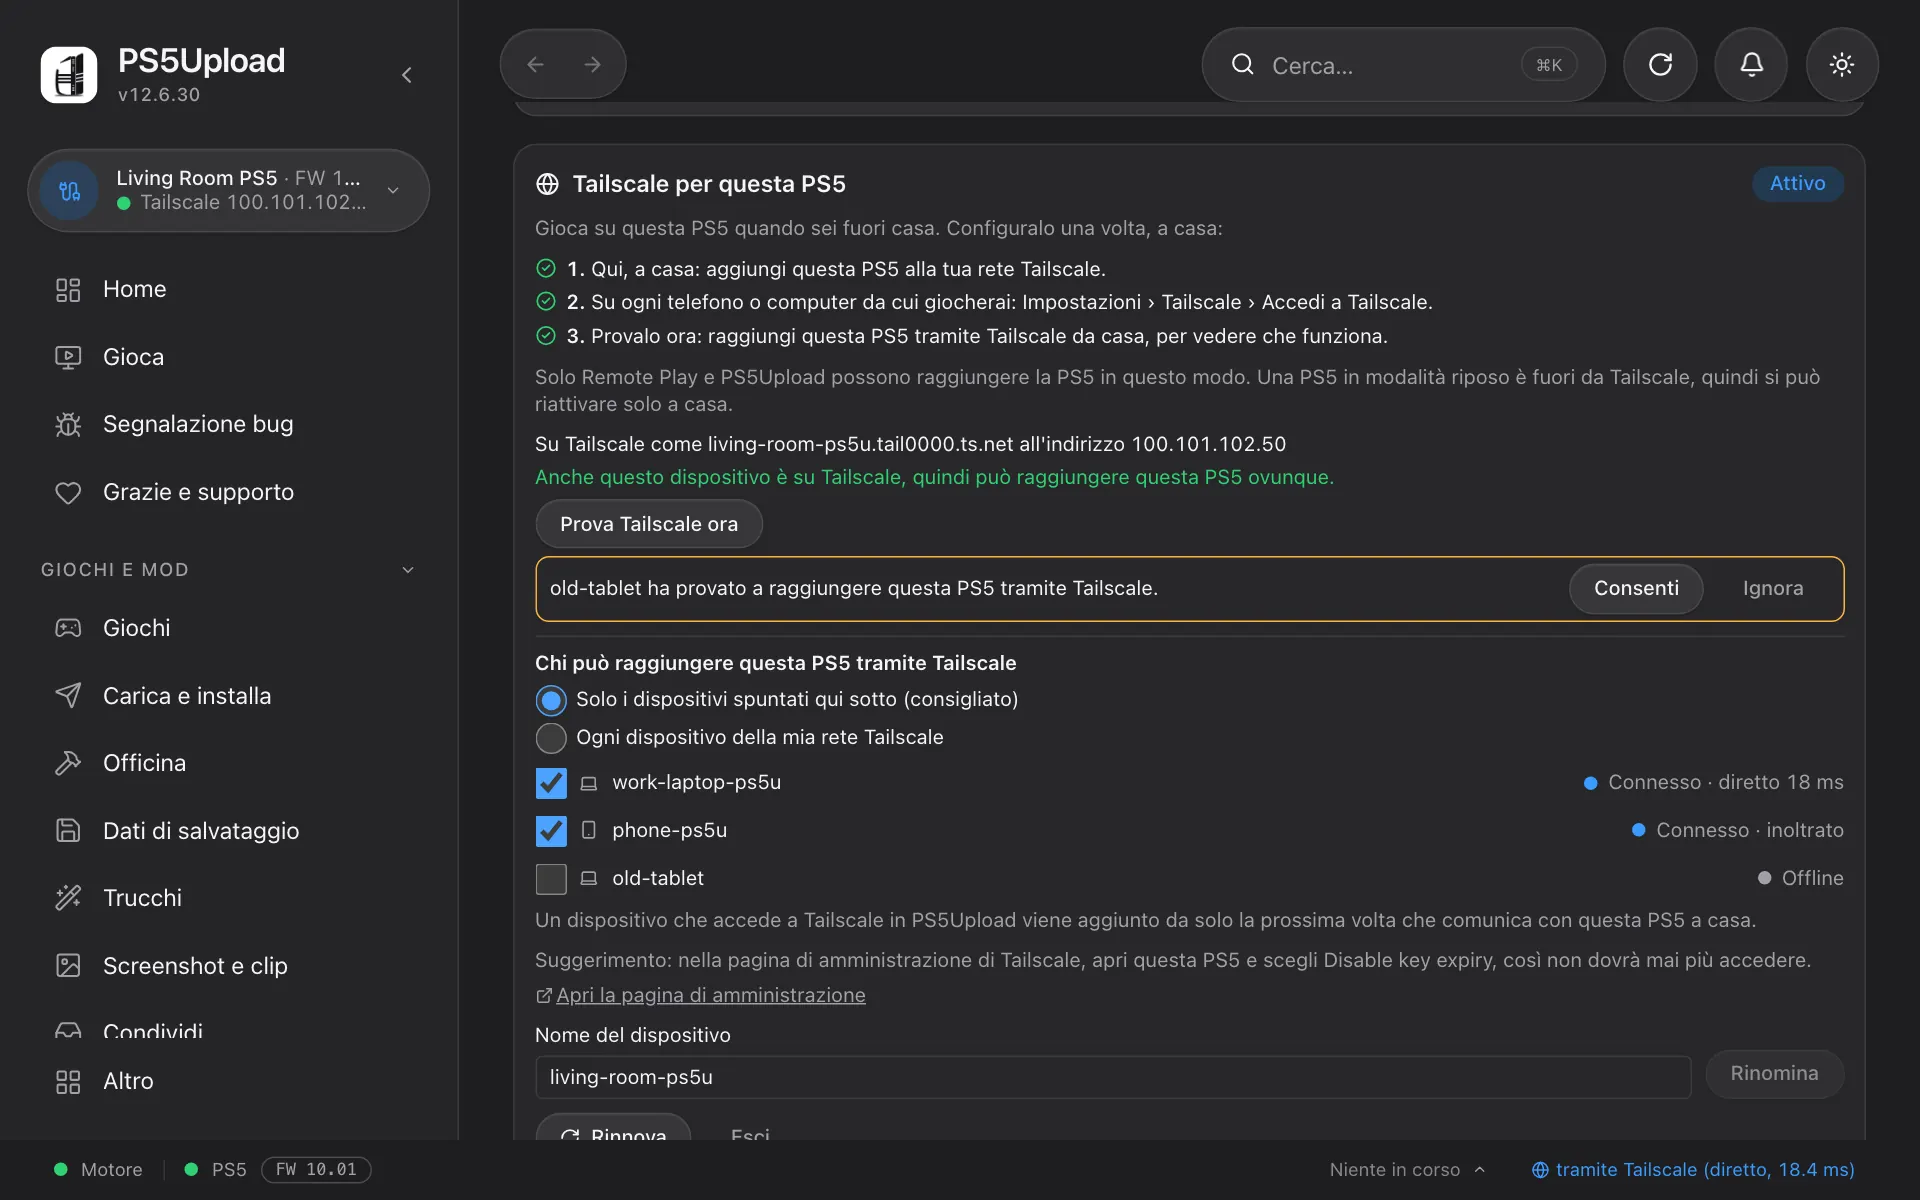 PS5Upload
v12.6.30
Living Room PS5 · FW 1...
Tailscale 100.101.102...
Home
Gioca
Segnalazione bug
Grazie e supporto
GIOCHI E MOD
Giochi
Carica e installa
Officina
Dati di salvataggio
Trucchi
Screenshot e clip
Condividi
Altro
Cerca...
⌘K
Tailscale per questa PS5
Attivo
Gioca su questa PS5 quando sei fuori casa. Configuralo una volta, a casa:
1. Qui, a casa: aggiungi questa PS5 alla tua rete Tailscale.
2. Su ogni telefono o computer da cui giocherai: Impostazioni › Tailscale › Accedi a Tailscale.
3. Provalo ora: raggiungi questa PS5 tramite Tailscale da casa, per vedere che funziona.
Solo Remote Play e PS5Upload possono raggiungere la PS5 in questo modo. Una PS5 in modalità riposo è fuori da Tailscale, quindi si può
riattivare solo a casa.
Su Tailscale come living-room-ps5u.tail0000.ts.net all'indirizzo 100.101.102.50
Anche questo dispositivo è su Tailscale, quindi può raggiungere questa PS5 ovunque.
Prova Tailscale ora
old-tablet ha provato a raggiungere questa PS5 tramite Tailscale.
Consenti
Ignora
Chi può raggiungere questa PS5 tramite Tailscale
Solo i dispositivi spuntati qui sotto (consigliato)
Ogni dispositivo della mia rete Tailscale
work-laptop-ps5u
Connesso · diretto 18 ms
phone-ps5u
Connesso · inoltrato
old-tablet
Offline
Un dispositivo che accede a Tailscale in PS5Upload viene aggiunto da solo la prossima volta che comunica con questa PS5 a casa.
Suggerimento: nella pagina di amministrazione di Tailscale, apri questa PS5 e scegli Disable key expiry, così non dovrà mai più accedere.
Apri la pagina di amministrazione
Nome del dispositivo
living-room-ps5u
Rinomina
Rinnova
Esci
Motore
PS5
FW 10.01
Niente in corso
tramite Tailscale (diretto, 18.4 ms)